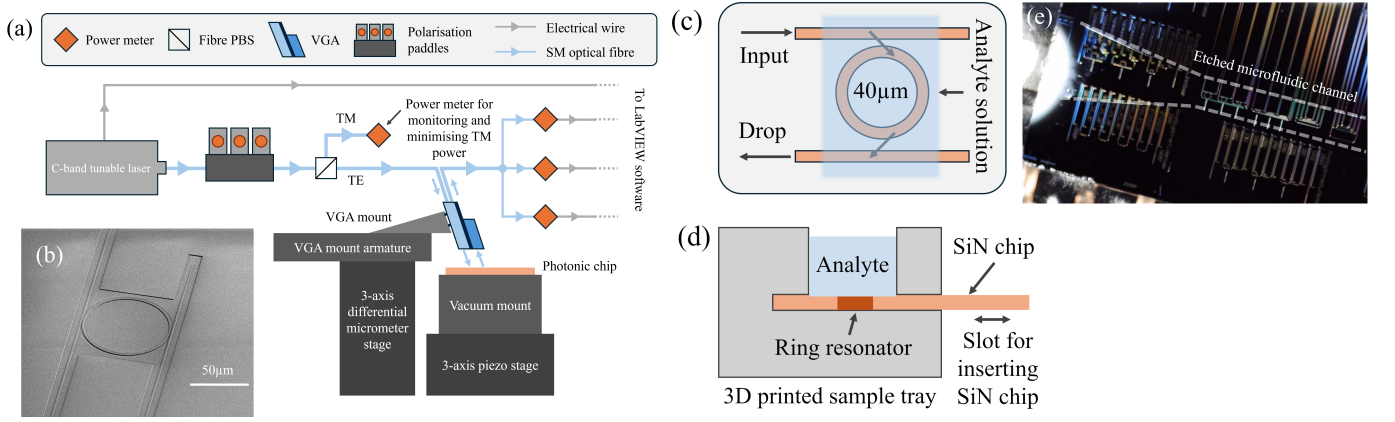 (a)
Power meter
Fibre PBS
VGA
Polarisation
paddles
Electrical wire
SM optical fibre
C-band tunable laser
TM
TE
Power meter for
monitoring and
minimising TM
power
To LabVIEW software
VGA mount
VGA mount armature
3-axis
differential
micrometer
stage
Photonic chip
Vacuum mount
3-axis piezo stage
(b)
50µm
(c)
Input
40µm
Drop
Analyte solution
(d)
Analyte
SiN chip
Ring resonator
Slot for
inserting
SiN chip
3D printed sample tray
(e)
Etched microfluidic channel